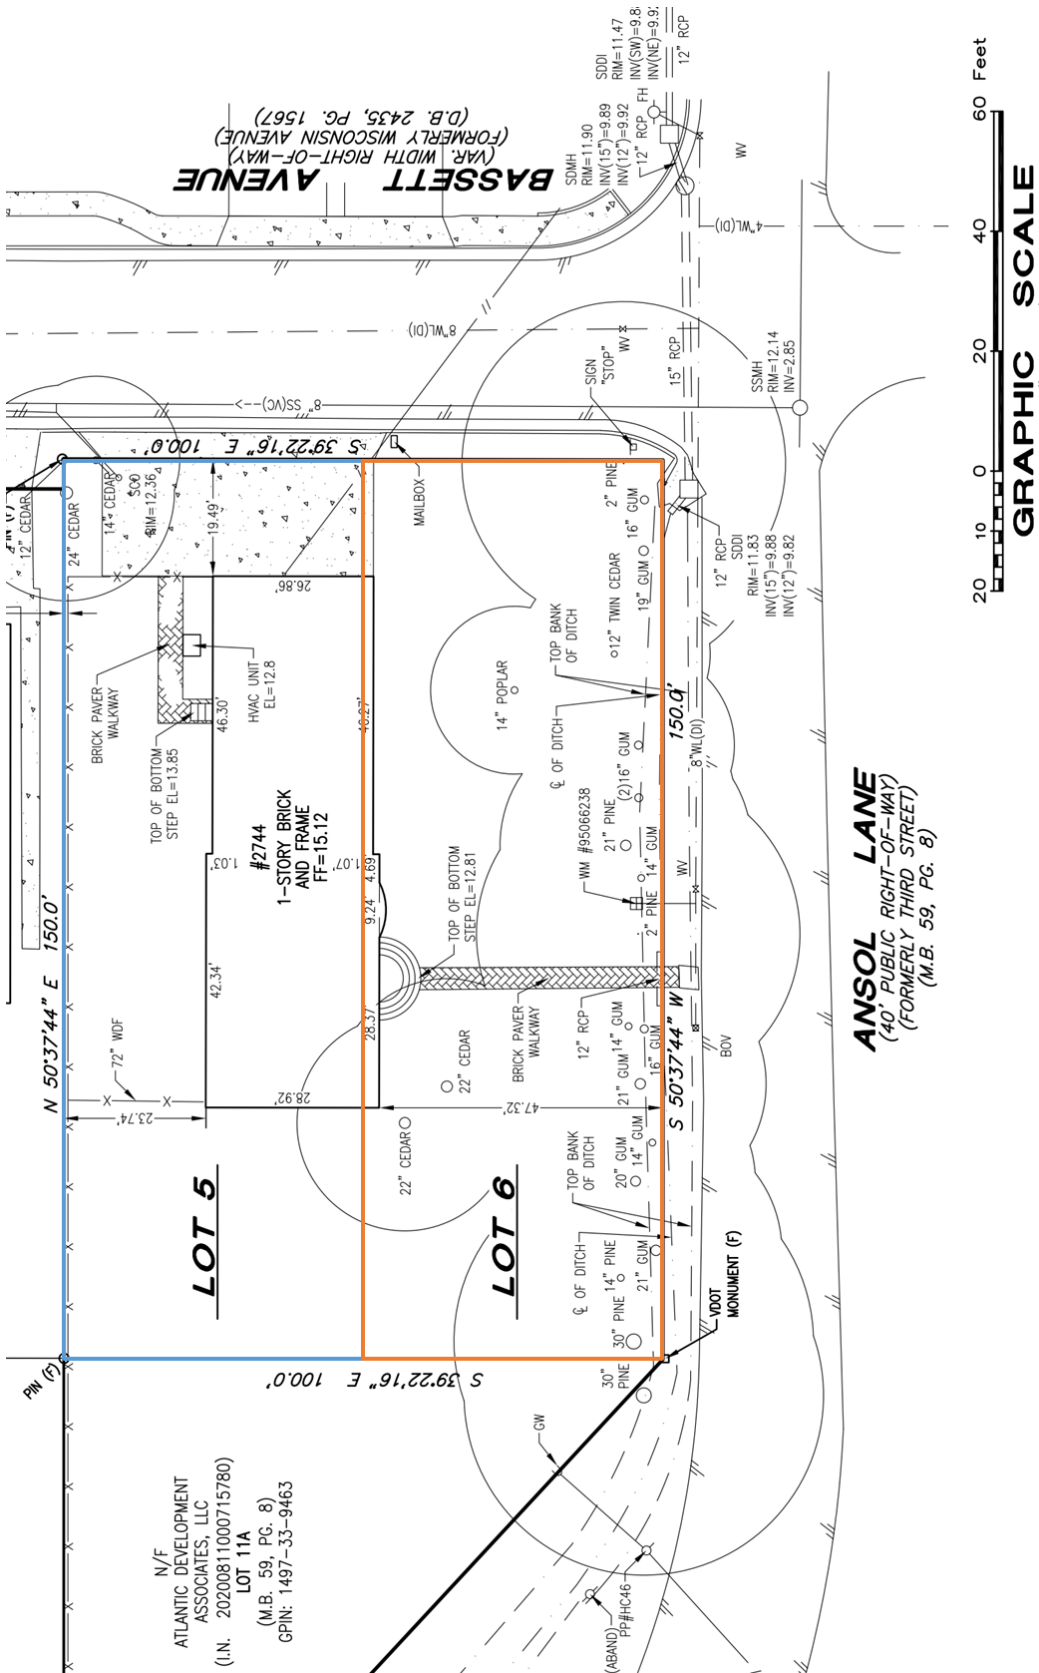 BASSETT AVENUE
(VAR. WIDTH RIGHT-OF-WAY)
(FORMERLY WISCONSIN AVENUE)
(D.B. 2435, PG. 1567)
SDDI
RIM=11.47
INV(SW)=9.8
INV(NE)=9.9
12" RCP
FH
SDMH
RIM=11.90
INV(15")=9.89
INV(12")=9.92
12" RCP
WV
4"WL(DI)
8"WL(DI)
WV
SIGN
"STOP"
15" RCP
SSMH
RIM=12.14
INV=2.85
8" SS(VC)-->
S 39°22'16" E 100.0'
MAILBOX
12" CEDAR
24" CEDAR
14" CEDAR
SCO
RIM=12.36
19.49'
26.86'
2" PINE
16" GUM
19" GUM
12" TWIN CEDAR
12" RCP
SDDI
RIM=11.83
INV(15")=9.88
INV(12")=9.82
BRICK PAVER
WALKWAY
HVAC UNIT
EL=12.8
46.30'
TOP OF BOTTOM
STEP EL=13.85
14" POPLAR
℄ OF DITCH
TOP BANK
OF DITCH
150.0'
8"WL(DI)
(2)16" GUM
21" PINE
WM #95066238
14" GUM
2" PINE
WV
#2744
1-STORY BRICK
AND FRAME
FF=15.12
1.03'
1.07'
4.69'
9.24'
TOP OF BOTTOM
STEP EL=12.81
N 50°37'44" E 150.0'
42.34'
28.37'
28.92'
72" WDF
23.74'
22" CEDAR
22" CEDAR
BRICK PAVER
WALKWAY
12" RCP
14" GUM
21" GUM
16" GUM
S 50°37'44" W
BOV
47.32'
LOT 5
LOT 6
TOP BANK
OF DITCH
20" GUM
14" GUM
℄ OF DITCH
14" PINE
21" GUM
30" PINE
30"
PINE
VDOT
MONUMENT (F)
PIN (F)
S 39°22'16" E 100.0'
GW
(ABAND)
PP#HC46
N/F
ATLANTIC DEVELOPMENT
ASSOCIATES, LLC
(I.N. 20200811000715780)
LOT 11A
(M.B. 59, PG. 8)
GPIN: 1497-33-9463
ANSOL LANE
(40' PUBLIC RIGHT-OF-WAY)
(FORMERLY THIRD STREET)
(M.B. 59, PG. 8)
20 10 0 20 40 60 Feet
GRAPHIC SCALE